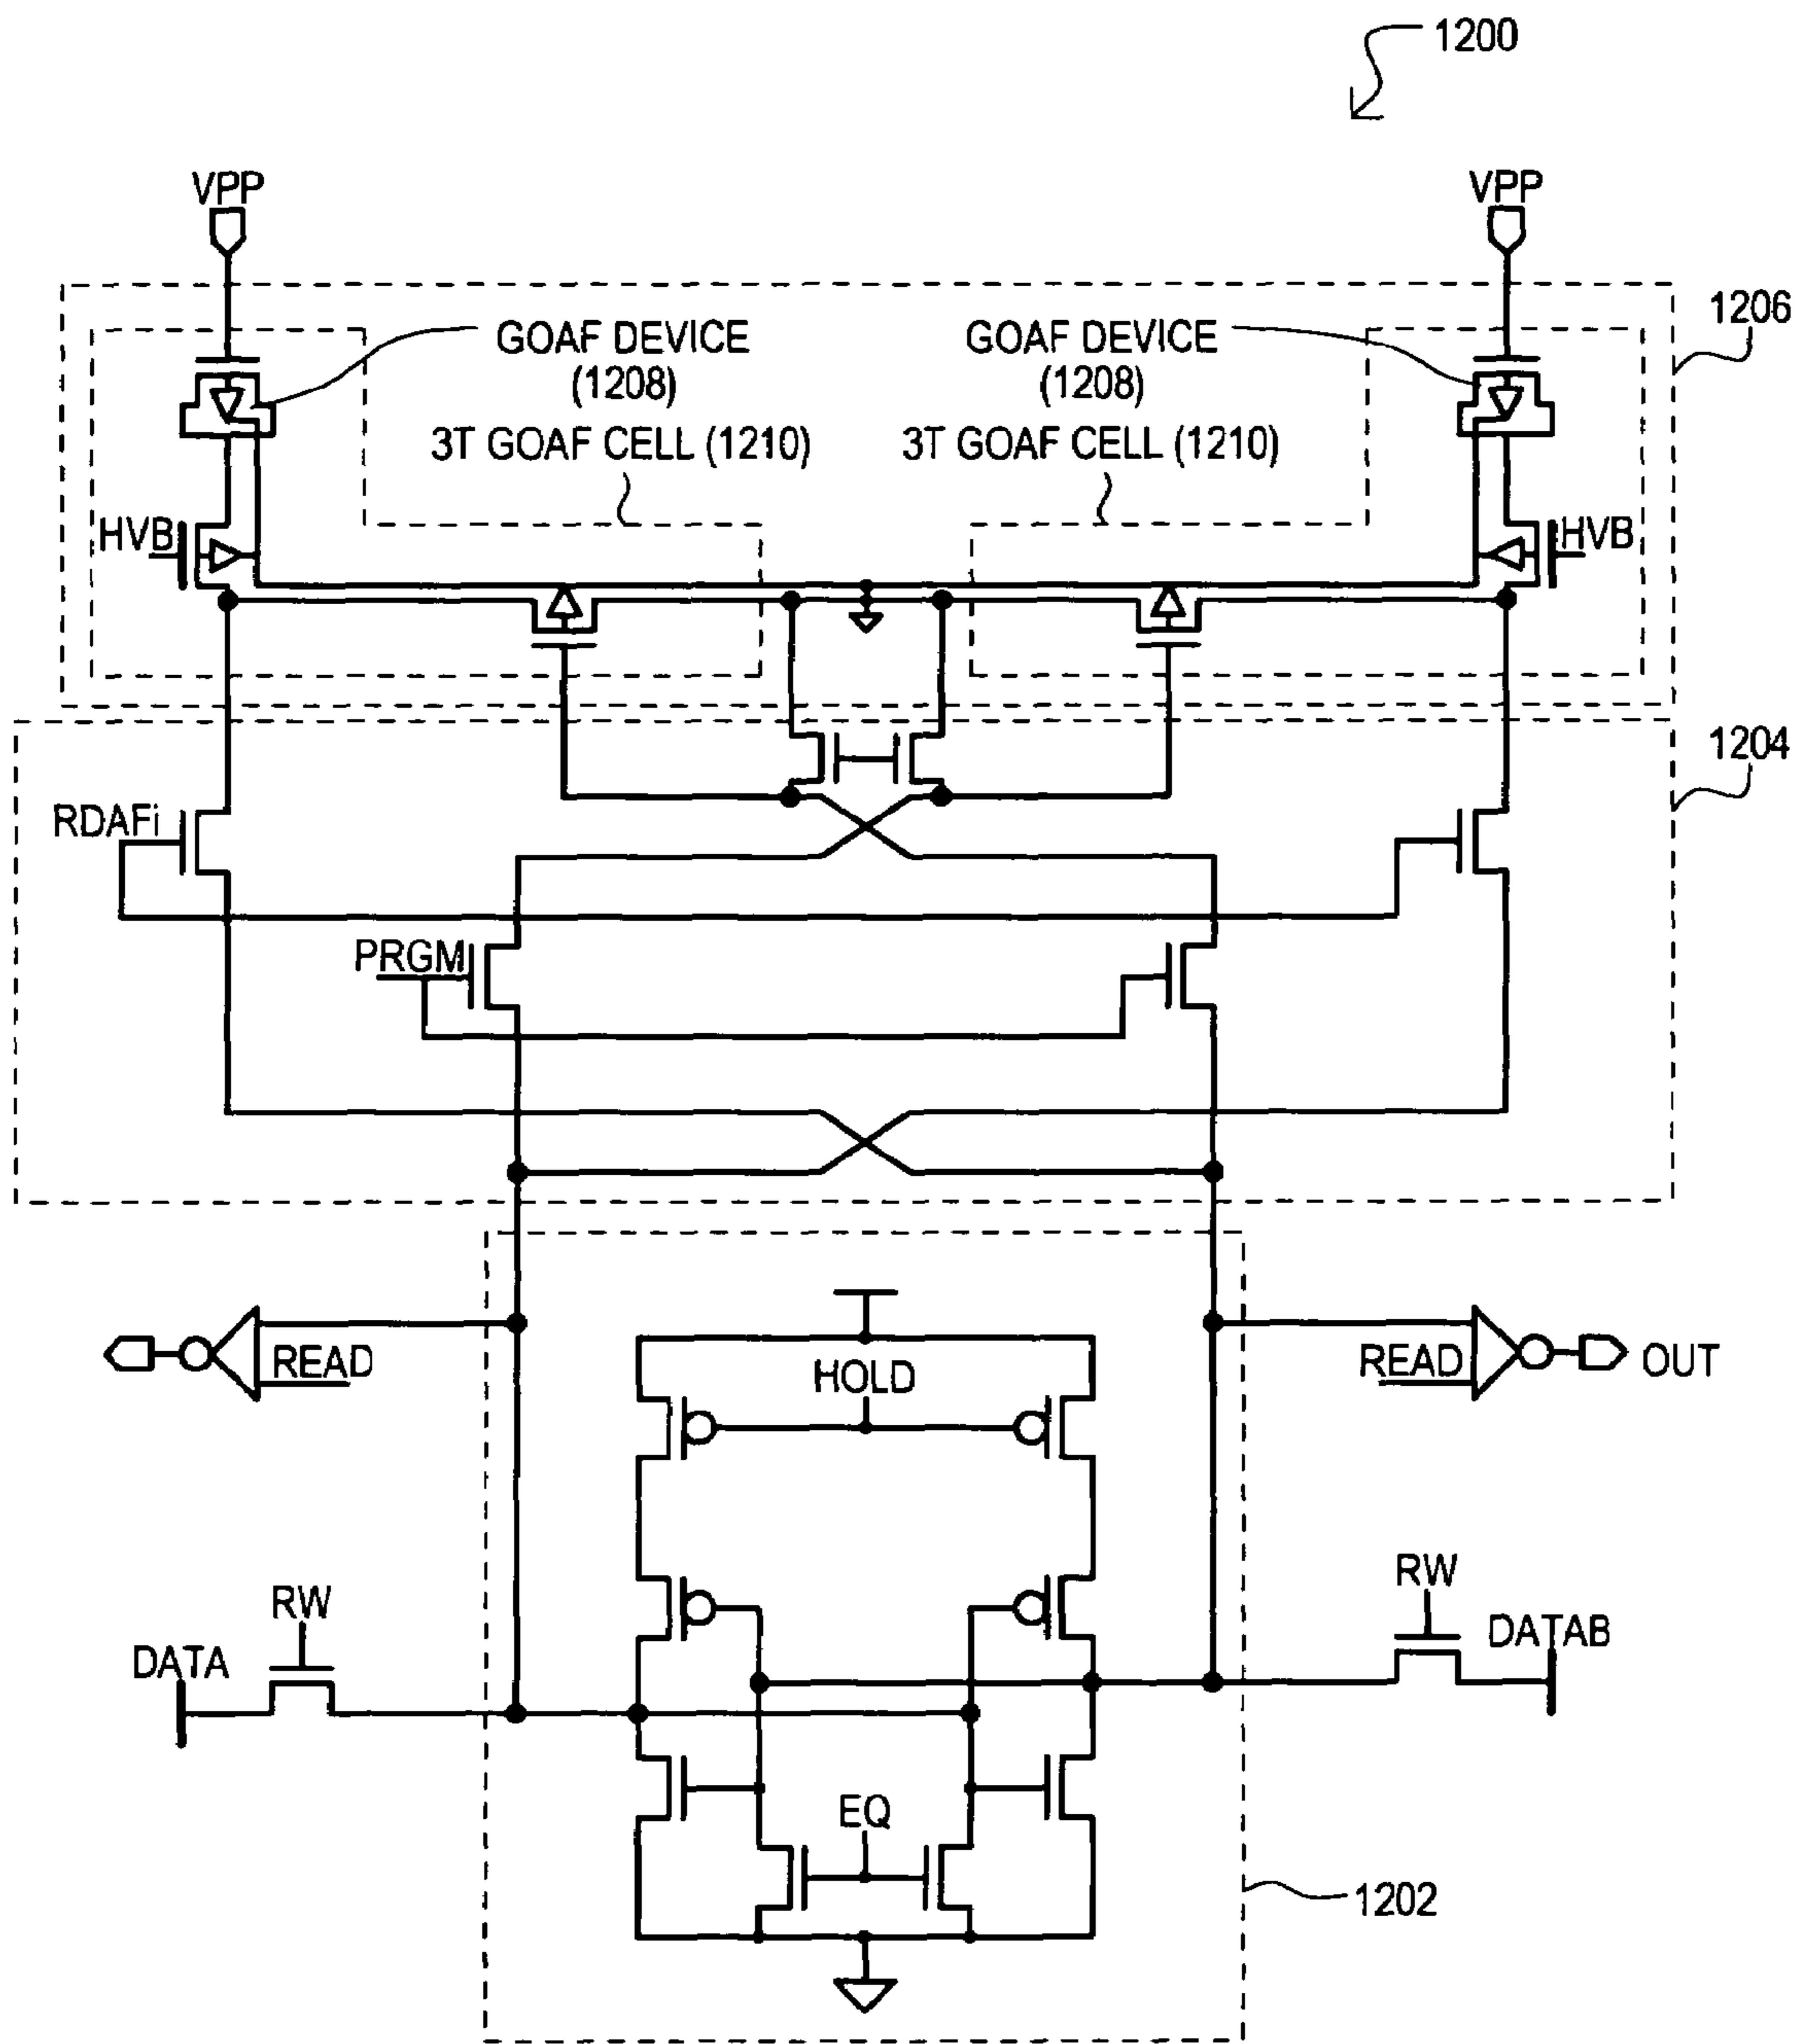 1200
VPP
VPP
1206
GOAF DEVICE
(1208)
GOAF DEVICE
(1208)
3T GOAF CELL (1210)
3T GOAF CELL (1210)
HVB
HVB
1204
RDAFi
PRGM
READ
HOLD
READ
OUT
RW
RW
DATA
DATAB
EQ
1202